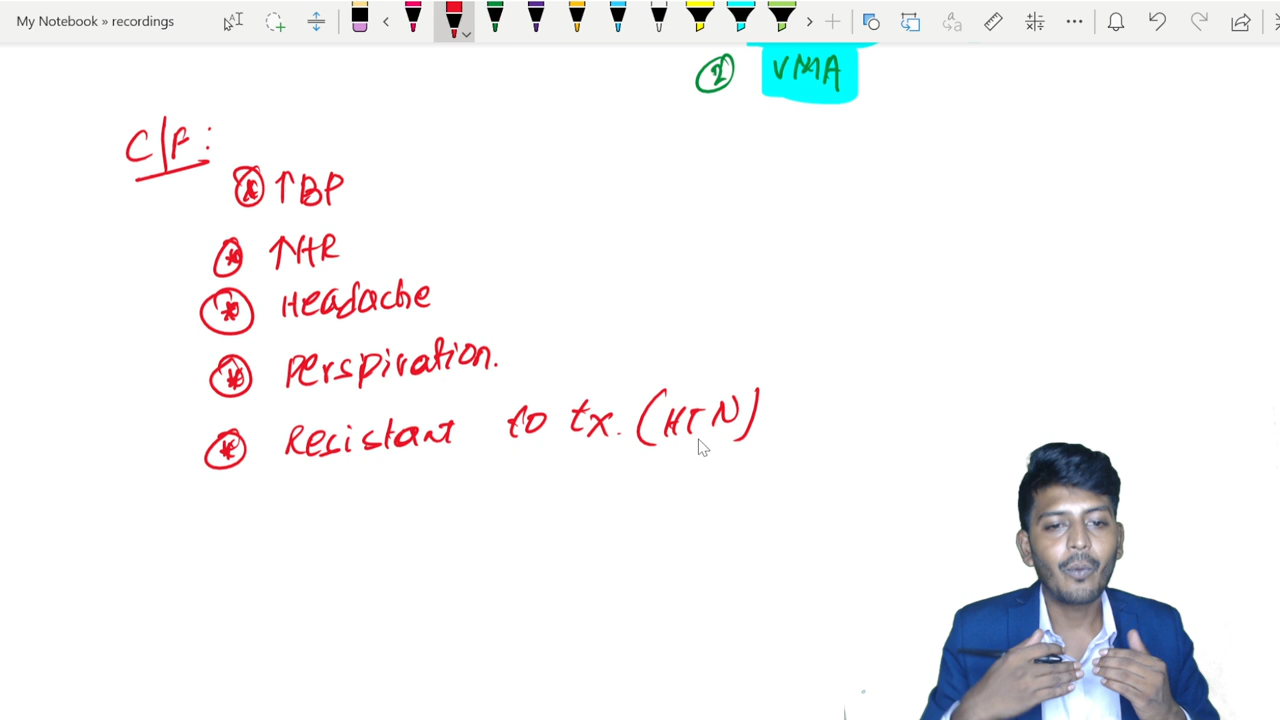 My Notebook » recordings
② VMA
C/F:
↑BP
↑HR
Headache
Perspiration.
Resistant to tx. (HTN)